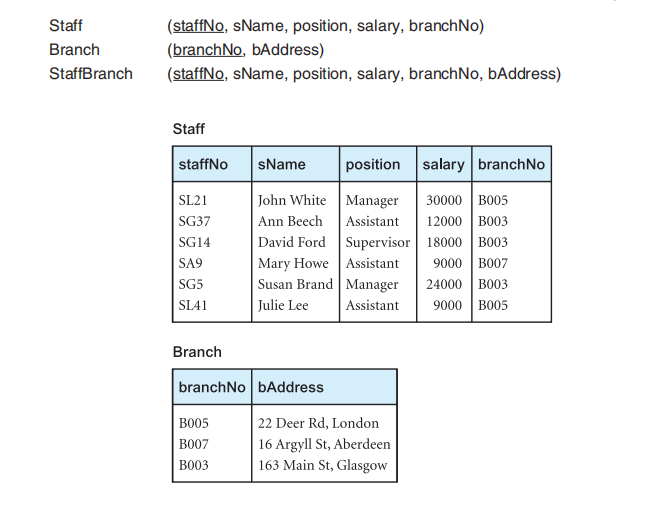 Staff (staffNo, sName, position, salary, branchNo)
Branch (branchNo, bAddress)
StaffBranch (staffNo, sName, position, salary, branchNo, bAddress)
Staff
staffNo sName position salary branchNo
SL21 John White Manager 30000 B005
SG37 Ann Beech Assistant 12000 B003
SG14 David Ford Supervisor 18000 B003
SA9 Mary Howe Assistant 9000 B007
SG5 Susan Brand Manager 24000 B003
SL41 Julie Lee Assistant 9000 B005
Branch
branchNo bAddress
B005 22 Deer Rd, London
B007 16 Argyll St, Aberdeen
B003 163 Main St, Glasgow